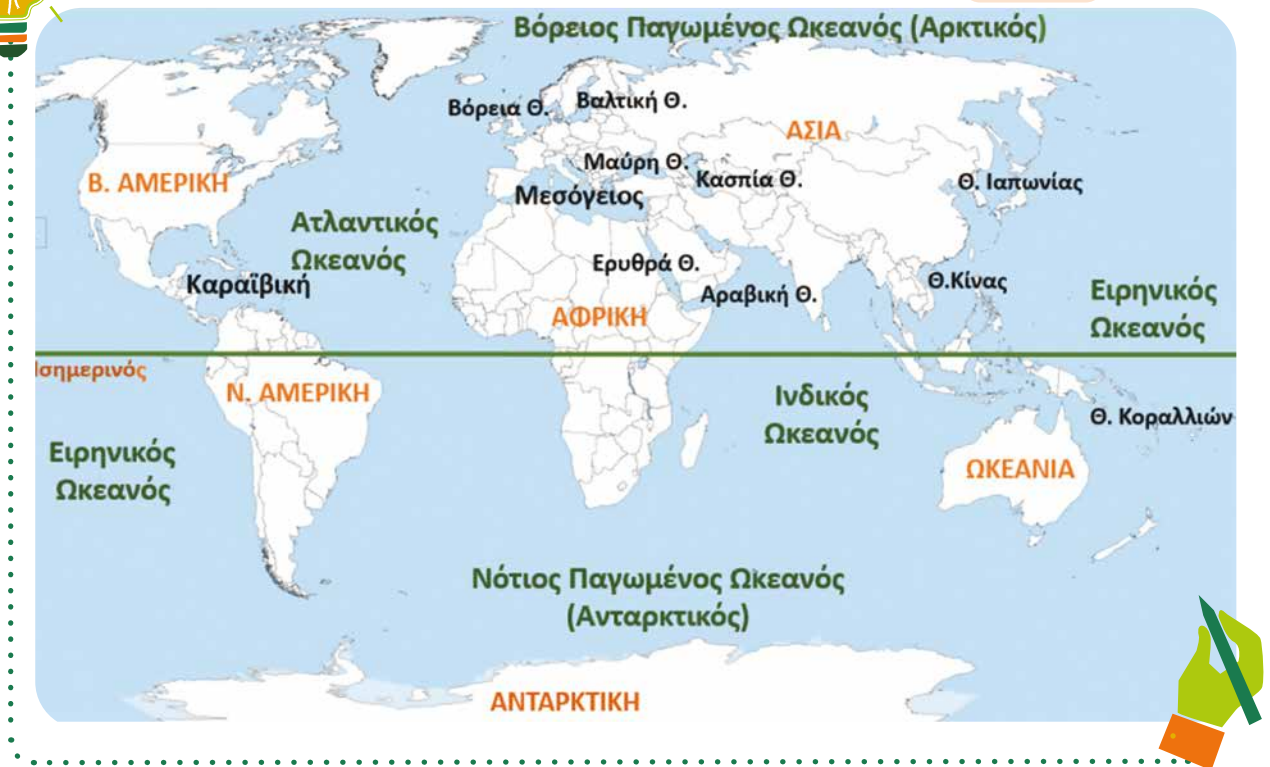 Βόρειος Παγωμένος Ωκεανός (Αρκτικός)
Βόρεια Θ.
Βαλτική Θ.
ΑΣΙΑ
Μαύρη Θ.
Κασπία Θ.
Θ. Ιαπωνίας
Β. ΑΜΕΡΙΚΗ
Μεσόγειος
Ατλαντικός
Ωκεανός
Ερυθρά Θ.
Καραϊβική
Αραβική Θ.
Θ.Κίνας
Ειρηνικός
Ωκεανός
ΑΦΡΙΚΗ
Ισημερινός
Ν. ΑΜΕΡΙΚΗ
Ινδικός
Ωκεανός
Θ. Κοραλλιών
Ειρηνικός
Ωκεανός
ΩΚΕΑΝΙΑ
Νότιος Παγωμένος Ωκεανός
(Ανταρκτικός)
ΑΝΤΑΡΚΤΙΚΗ